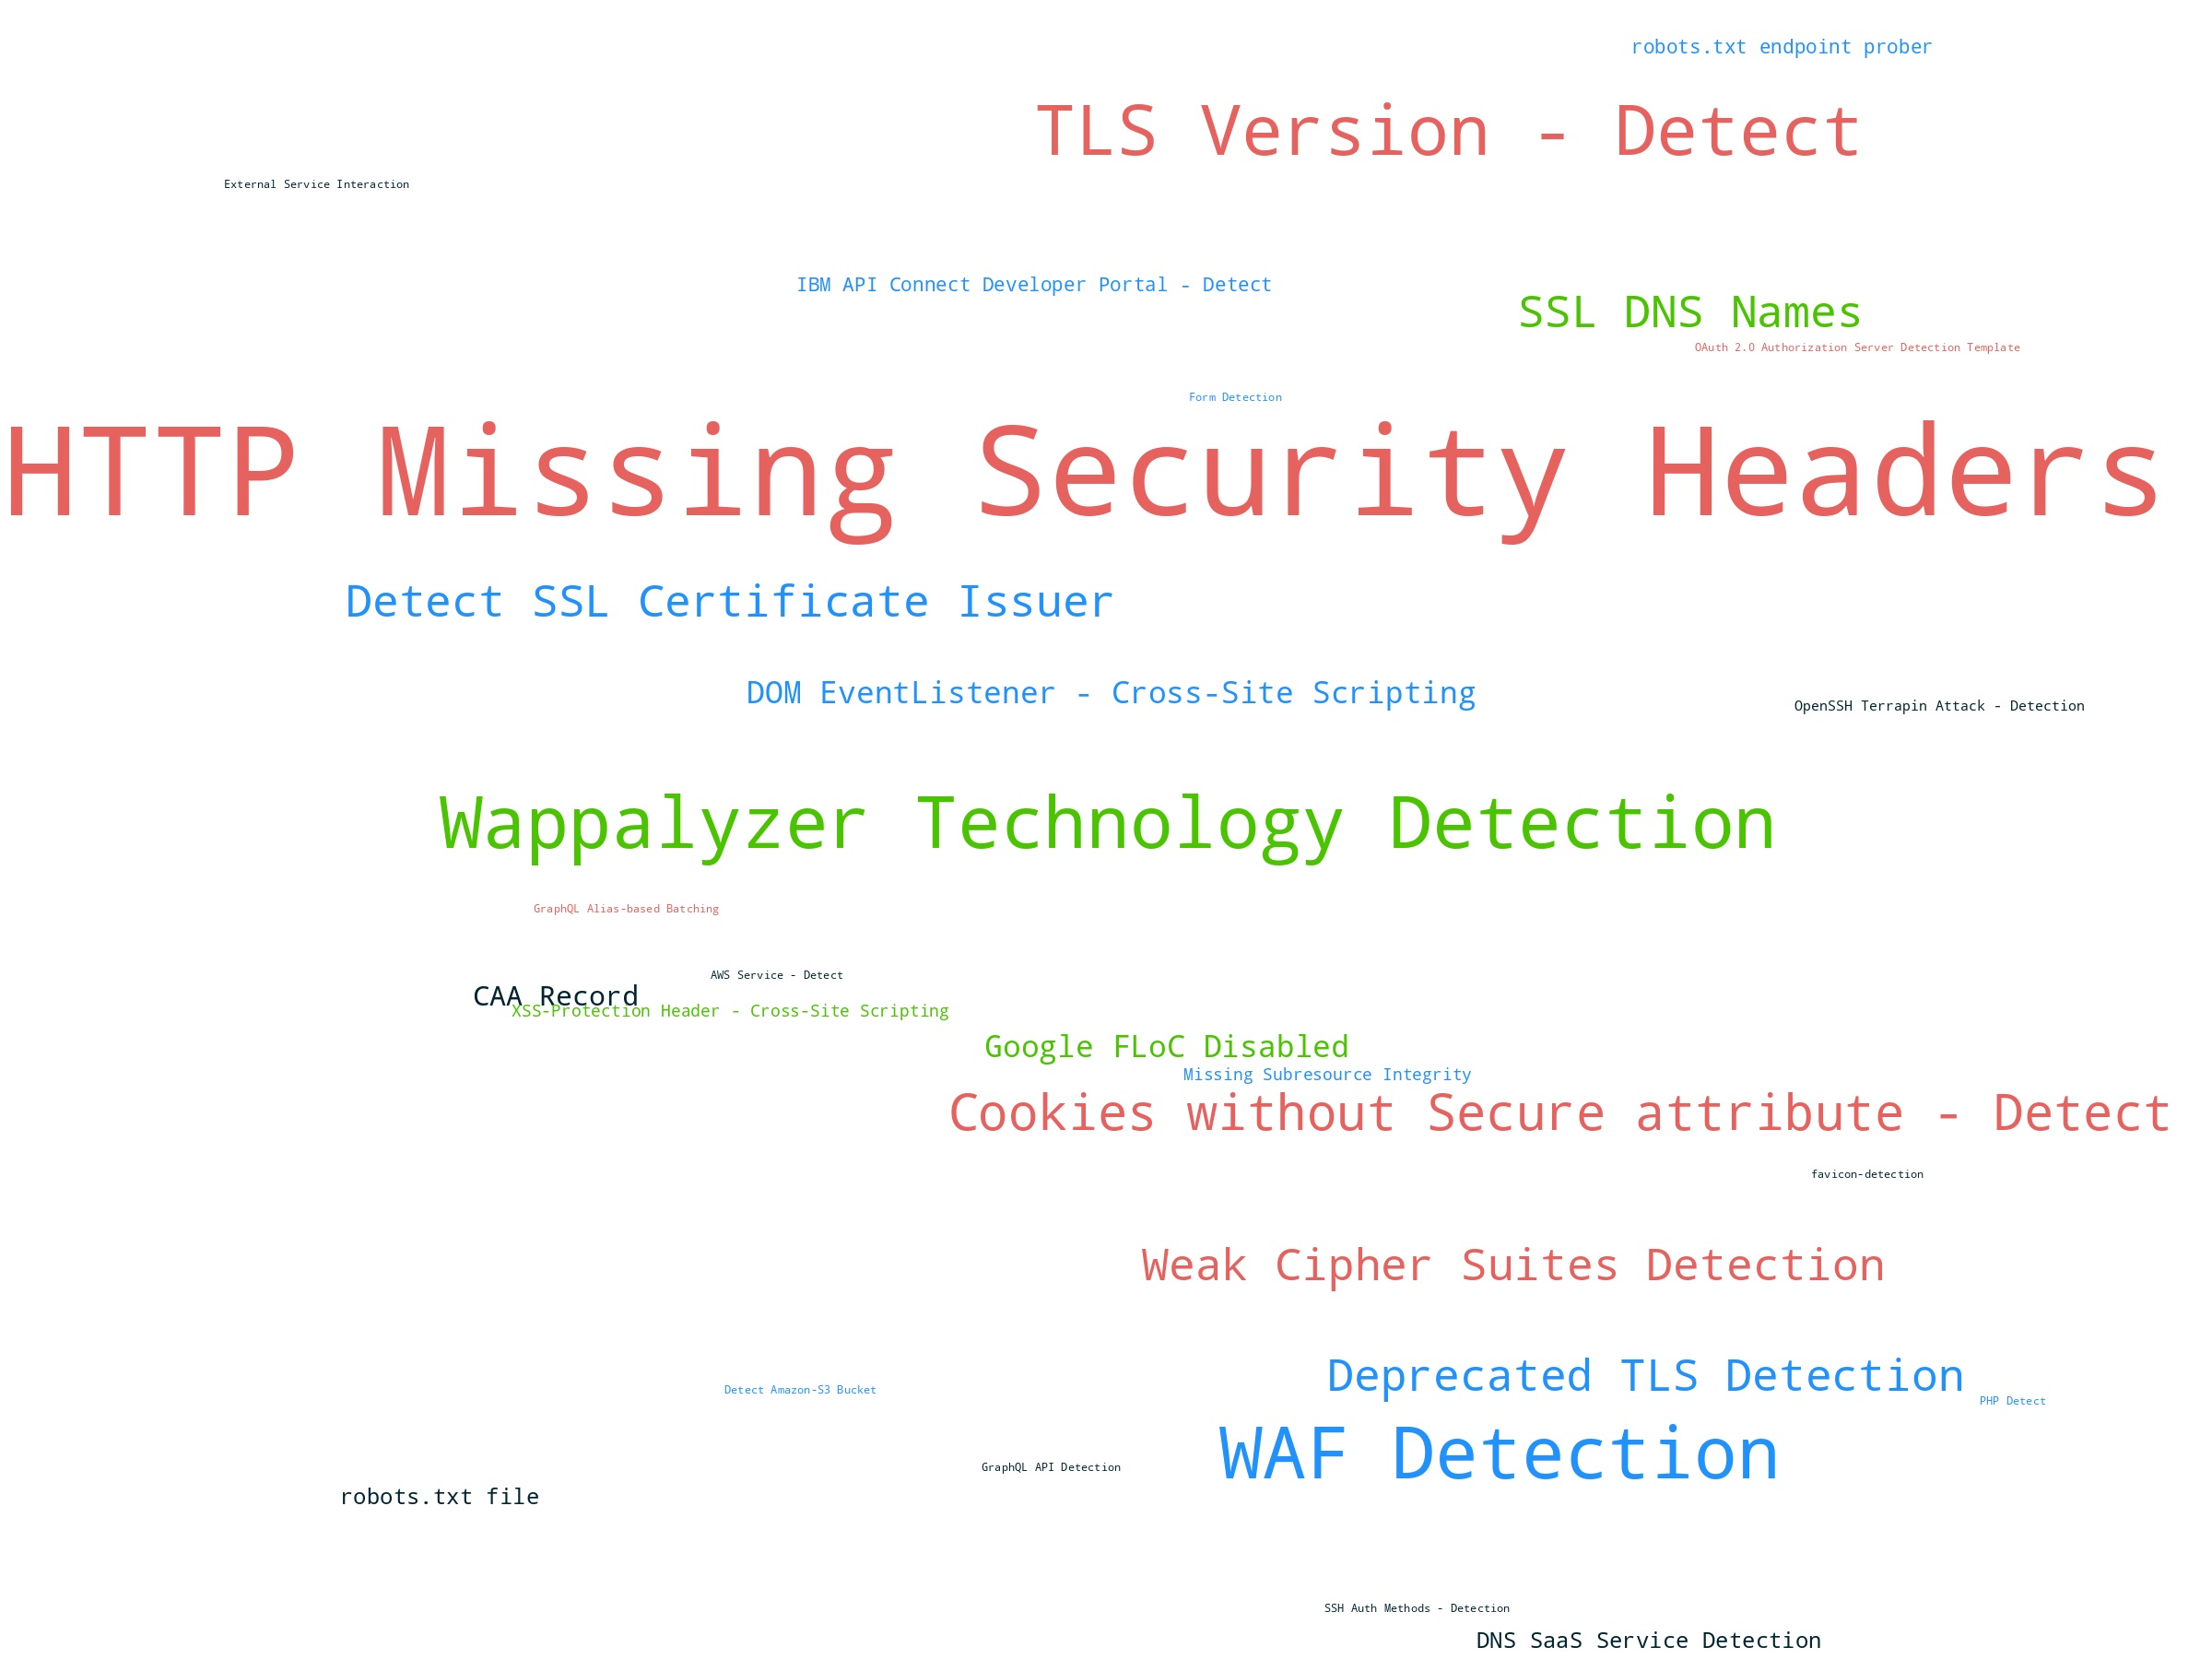 robots.txt endpoint prober
TLS Version - Detect
External Service Interaction
IBM API Connect Developer Portal - Detect
SSL DNS Names
OAuth 2.0 Authorization Server Detection Template
Form Detection
HTTP Missing Security Headers
Detect SSL Certificate Issuer
DOM EventListener - Cross-Site Scripting
OpenSSH Terrapin Attack - Detection
Wappalyzer Technology Detection
GraphQL Alias-based Batching
AWS Service - Detect
CAA Record
XSS-Protection Header - Cross-Site Scripting
Google FLoC Disabled
Missing Subresource Integrity
Cookies without Secure attribute - Detect
favicon-detection
Weak Cipher Suites Detection
Deprecated TLS Detection
Detect Amazon-S3 Bucket
PHP Detect
WAF Detection
GraphQL API Detection
robots.txt file
SSH Auth Methods - Detection
DNS SaaS Service Detection